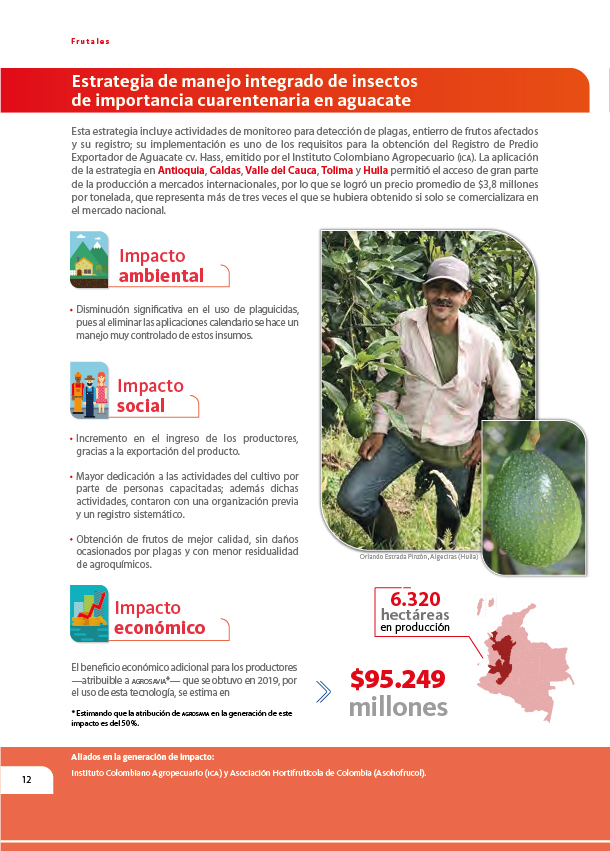 Frutales
Estrategia de manejo integrado de insectos
de importancia cuarentenaria en aguacate
Esta estrategia incluye actividades de monitoreo para detección de plagas, entierro de frutos afectados
y su registro; su implementación es uno de los requisitos para la obtención del Registro de Predio
Exportador de Aguacate cv. Hass, emitido por el Instituto Colombiano Agropecuario (ICA). La aplicación
de la estrategia en Antioquia, Caldas, Valle del Cauca, Tolima y Huila permitió el acceso de gran parte
de la producción a mercados internacionales, por lo que se logró un precio promedio de $3,8 millones
por tonelada, que representa más de tres veces el que se hubiera obtenido si solo se comercializara en
el mercado nacional.
Impacto
ambiental
• Disminución significativa en el uso de plaguicidas,
pues al eliminar las aplicaciones calendario se hace un
manejo muy controlado de estos insumos.
Impacto
social
• Incremento en el ingreso de los productores,
gracias a la exportación del producto.
• Mayor dedicación a las actividades del cultivo por
parte de personas capacitadas; además dichas
actividades, contaron con una organización previa
y un registro sistemático.
• Obtención de frutos de mejor calidad, sin daños
ocasionados por plagas y con menor residualidad
de agroquímicos.
Orlando Estrada Pinzón, Algeciras (Huila)
Impacto
económico
El beneficio económico adicional para los productores
—atribuible a AGROSAVIA*— que se obtuvo en 2019, por
el uso de esta tecnología, se estima en
* Estimando que la atribución de AGROSAVIA en la generación de este
impacto es del 50%.
$95.249
millones
6.320
hectáreas
en producción
Aliados en la generación de impacto:
Instituto Colombiano Agropecuario (ICA) y Asociación Hortifrutícola de Colombia (Asohofrucol).
12